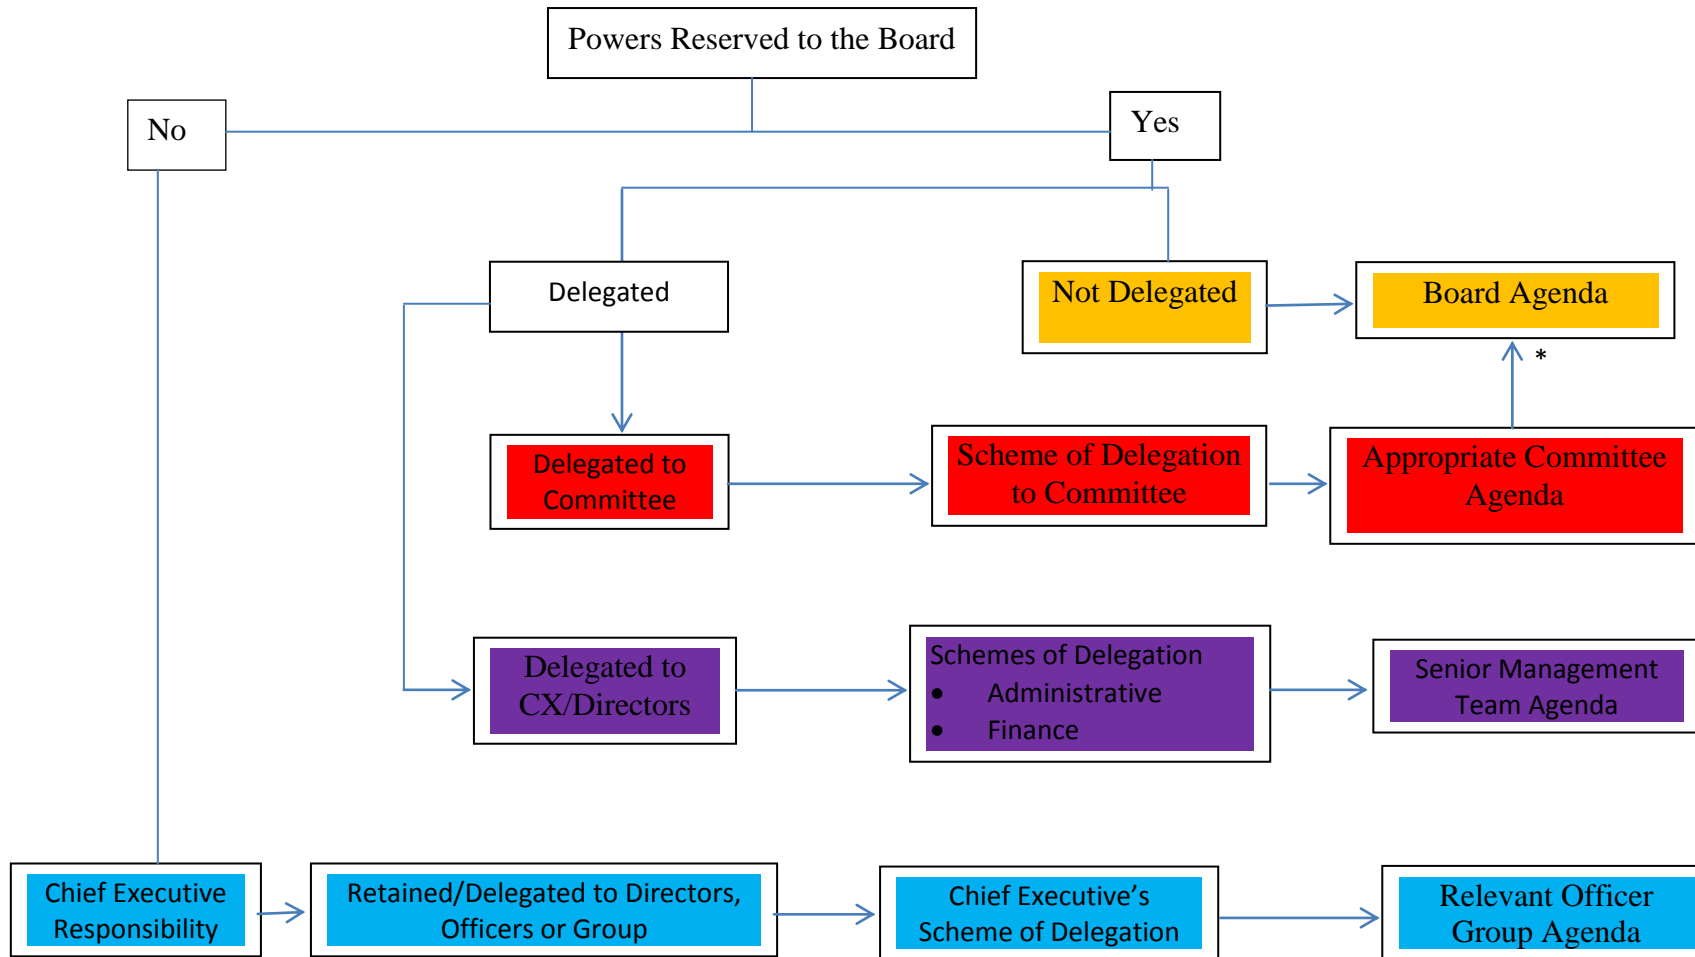 Powers Reserved to the Board
No
Yes
Delegated
Not Delegated
Board Agenda
*
Delegated to
Committee
Scheme of Delegation
to Committee
Appropriate Committee
Agenda
Delegated to
CX/Directors
Schemes of Delegation
• Administrative
• Finance
Senior Management
Team Agenda
Chief Executive
Responsibility
Retained/Delegated to Directors,
Officers or Group
Chief Executive’s
Scheme of Delegation
Relevant Officer
Group Agenda